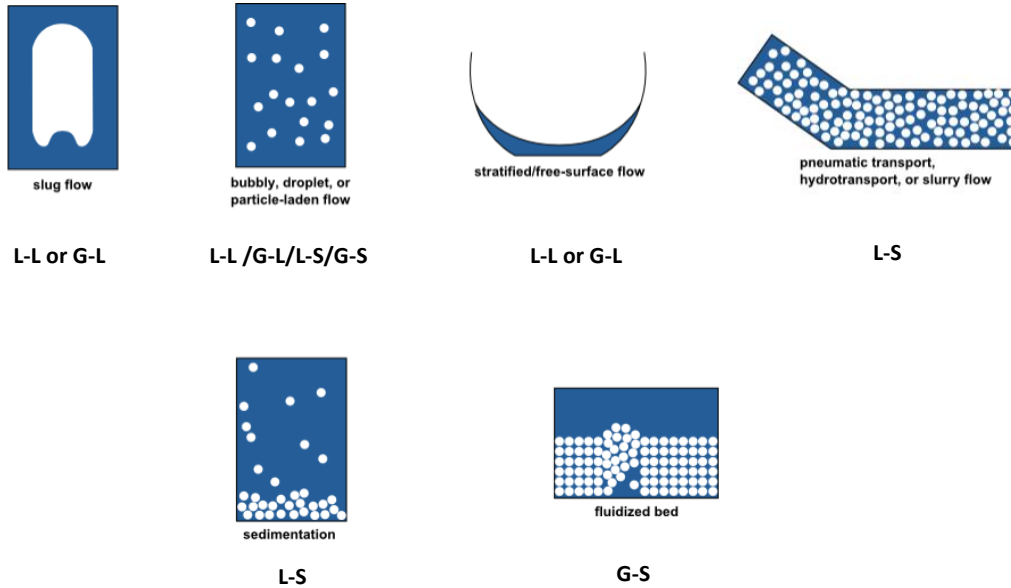 slug flow
bubbly, droplet, or
particle-laden flow
stratified/free-surface flow
pneumatic transport,
hydrotransport, or slurry flow
L-L or G-L
L-L /G-L/L-S/G-S
L-L or G-L
L-S
sedimentation
fluidized bed
L-S
G-S